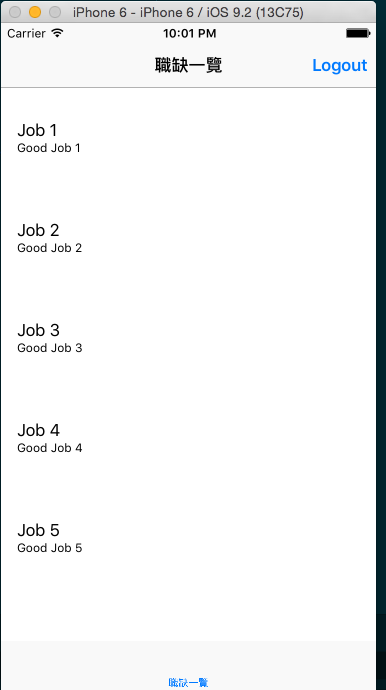 iPhone 6 - iPhone 6 / iOS 9.2 (13C75)
Carrier 10:01 PM
職缺一覽 Logout
Job 1
Good Job 1
Job 2
Good Job 2
Job 3
Good Job 3
Job 4
Good Job 4
Job 5
Good Job 5
職缺一覽